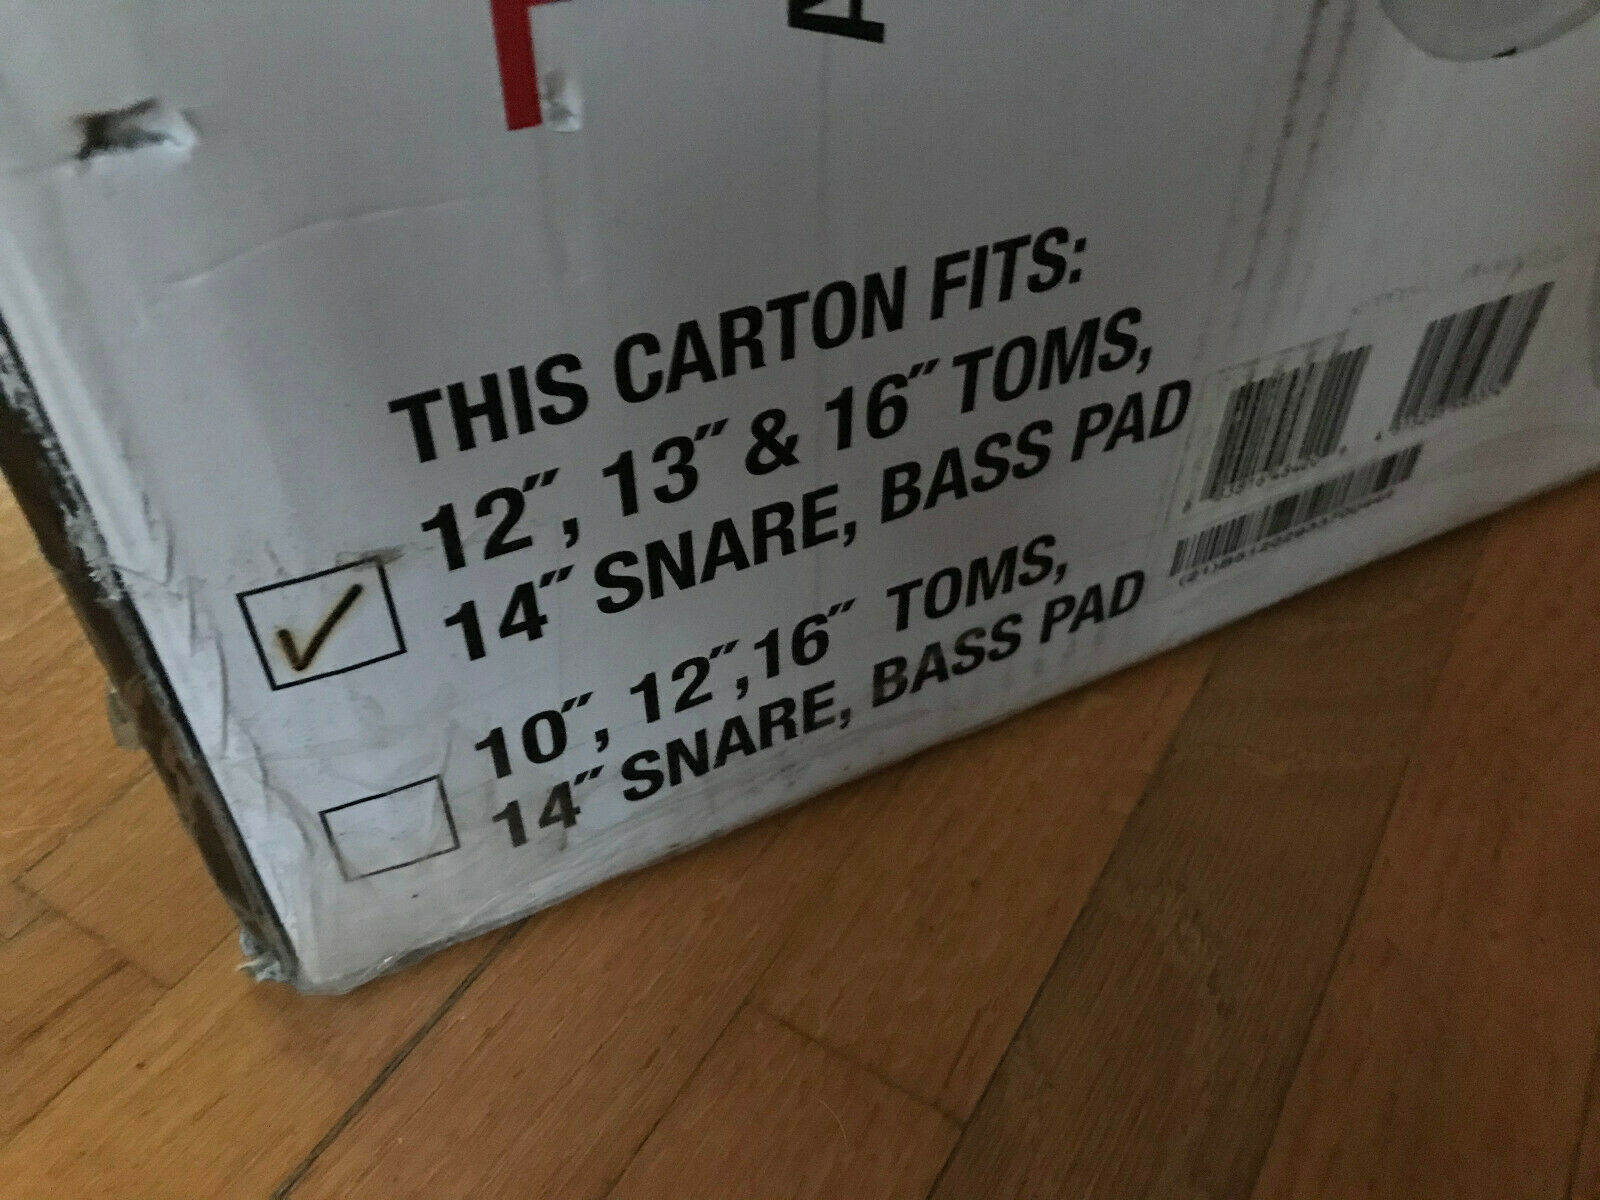 THIS CARTON FITS:
12", 13" & 16" TOMS,
14" SNARE, BASS PAD
10", 12",16" TOMS,
14" SNARE, BASS PAD